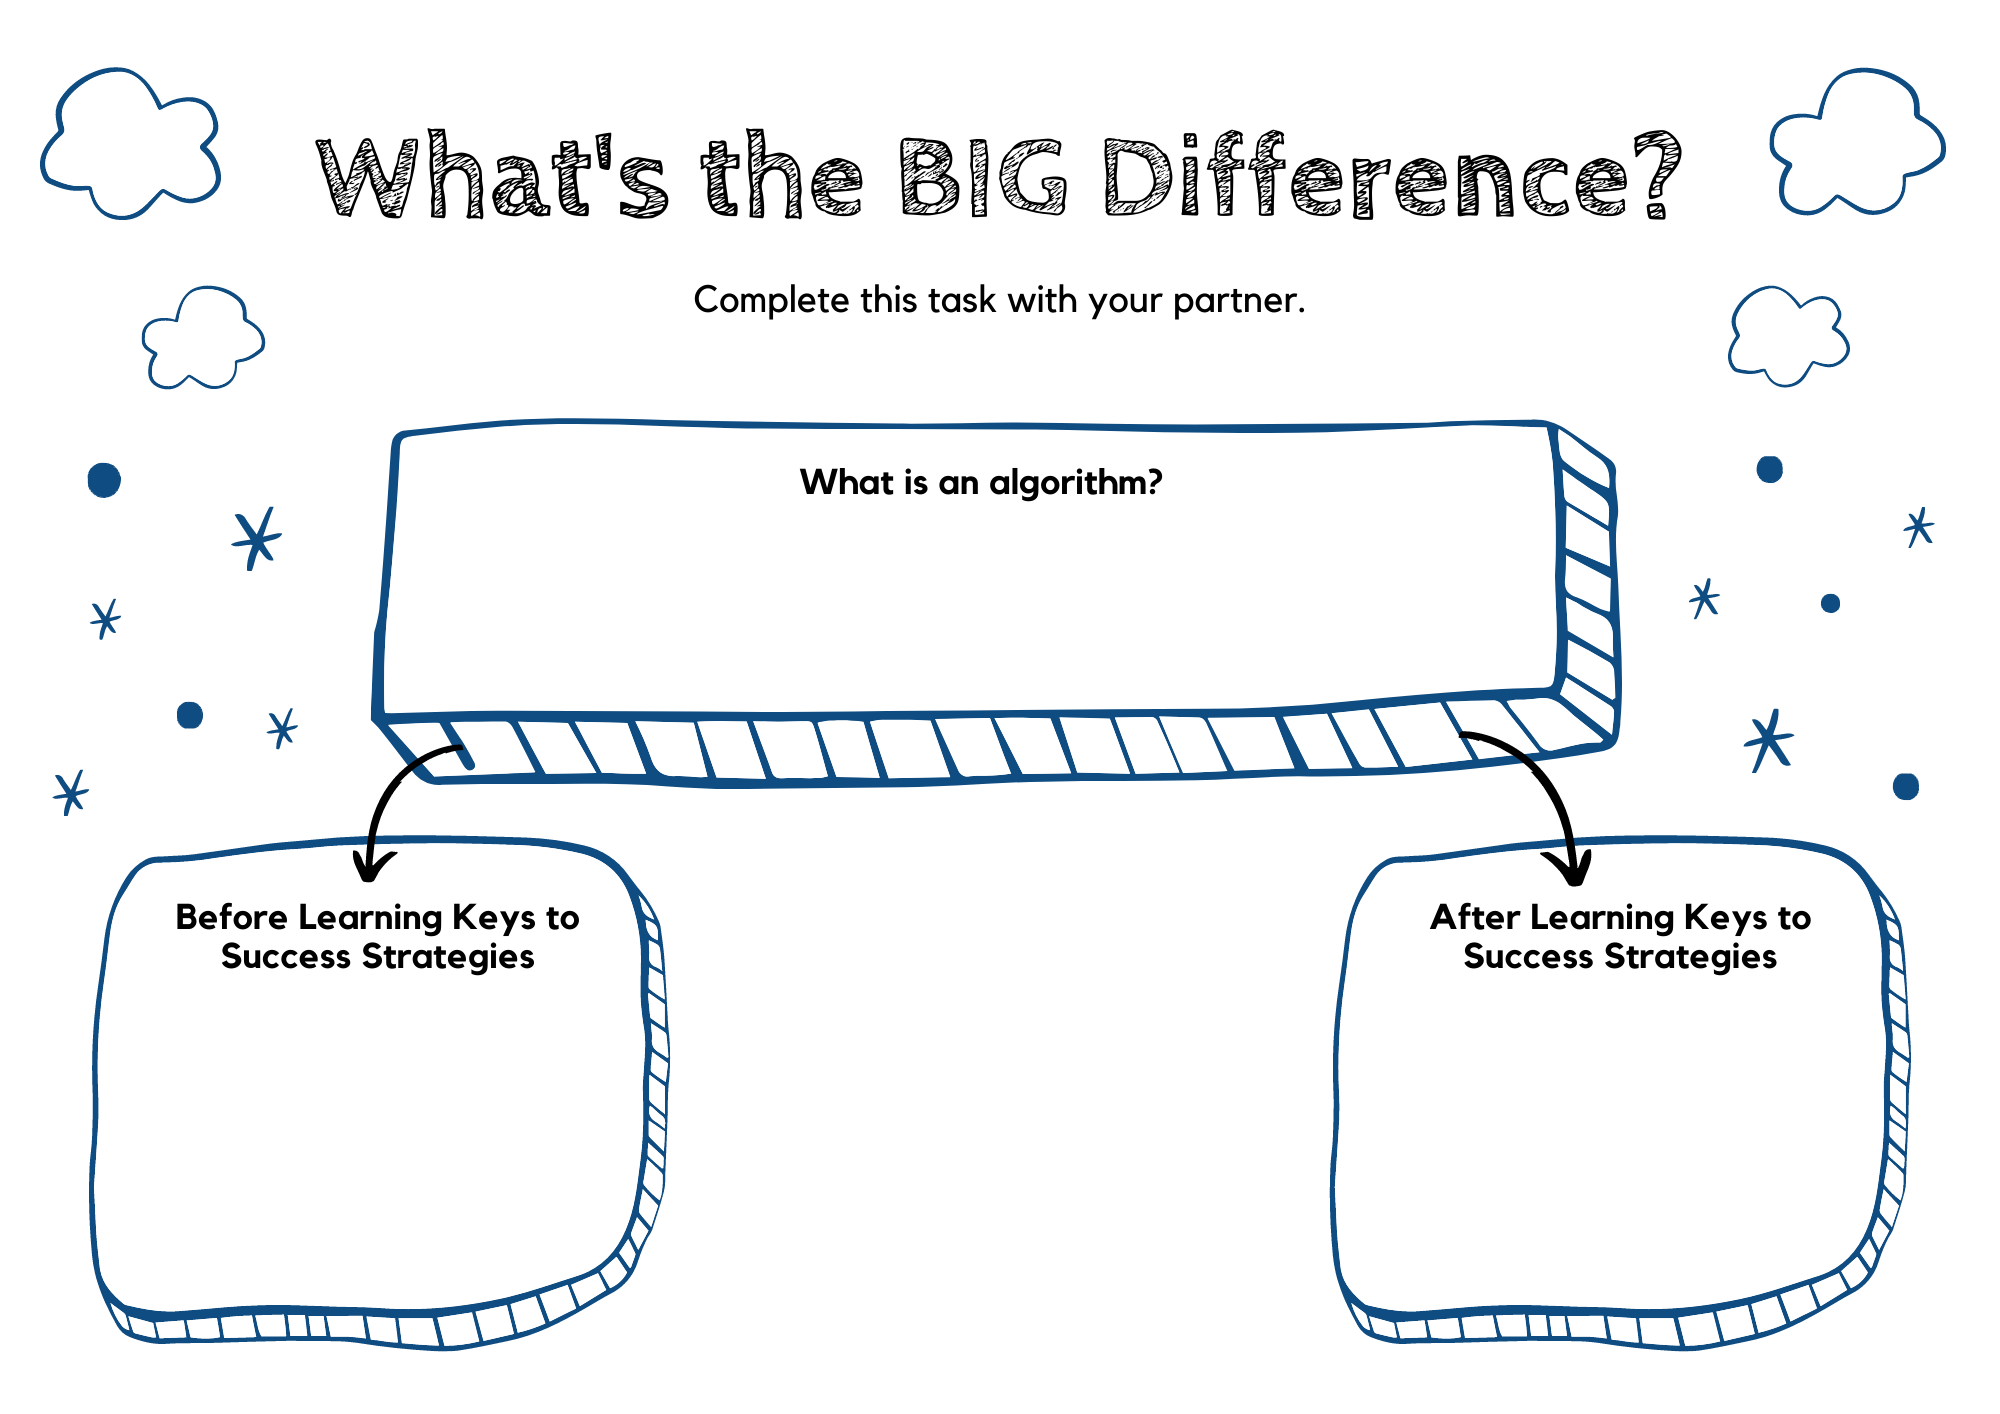 What's the BIG Difference?
Complete this task with your partner.
What is an algorithm?
Before Learning Keys to
Success Strategies
After Learning Keys to
Success Strategies